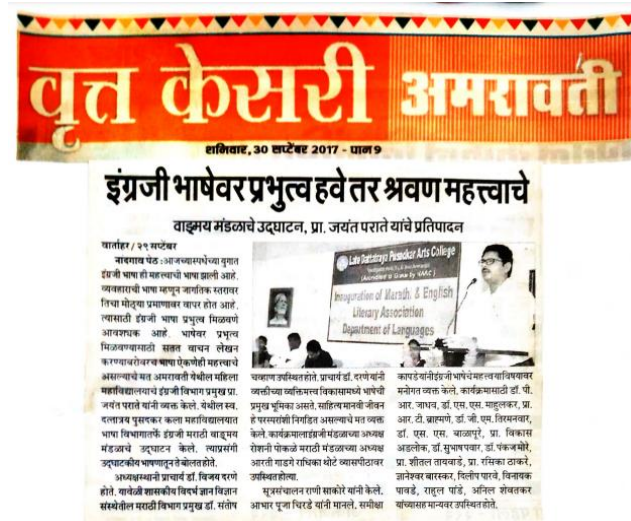 वृत्त केसरी अमरावती
शनिवार, 30 सप्टेंबर 2017 - पान 9
इंग्रजी भाषेवर प्रभुत्व हवे तर श्रवण महत्त्वाचे
वाङ्मय मंडळाचे उद्घाटन, प्रा. जयंत पराते यांचे प्रतिपादन
वार्ताहर / २९ सप्टेंबर
नांदगाव पेठ : आजच्या स्पर्धेच्या युगात
इंग्रजी भाषा ही महत्त्वाची भाषा झाली आहे.
व्यवहाराची भाषा म्हणून जागतिक स्तरावर
तिचा मोठ्या प्रमाणावर वापर होत आहे.
त्यासाठी इंग्रजी भाषा प्रभुत्व मिळवणे
आवश्यक आहे. भाषेवर प्रभुत्व
मिळवण्यासाठी सतत वाचन लेखन
करण्याबरोबरच भाषा ऐकणेही महत्त्वाचे
असल्याचे मत अमरावती येथील महिला
महाविद्यालयाचे इंग्रजी विभाग प्रमुख प्रा.
जयंत पराते यांनी व्यक्त केले. येथील स्व.
दत्तात्रय पुसदकर कला महाविद्यालयात
भाषा विभागातर्फे इंग्रजी मराठी वाङ्मय
मंडळाचे उद्घाटन केले. त्याप्रसंगी
उद्घाटकीय भाषणातून ते बोलत होते.
अध्यक्षस्थानी प्राचार्य डॉ. विजय दरणे
होते. यावेळी शासकीय विदर्भ ज्ञान विज्ञान
संस्थेतील मराठी विभाग प्रमुख डॉ. संतोष
Late Dattatraya Pusadkar Arts College
Inauguration of Marathi & English
Literary Association
Department of Languages
चव्हाण उपस्थित होते. प्राचार्य डॉ. दरणे यांनी
व्यक्तीच्या व्यक्तिमत्त्व विकासामध्ये भाषेची
प्रमुख भूमिका असते. साहित्य मानवी जीवन
हे परस्परांशी निगडित असल्याचे मत व्यक्त
केले. कार्यक्रमाला इंग्रजी मंडळाच्या अध्यक्ष
रोशनी पोकळे मराठी मंडळाच्या अध्यक्ष
आरती गाडगे राधिका थोटे व्यासपीठावर
उपस्थित होत्या.
सूत्रसंचालन राणी साकोरे यांनी केले.
आभार पूजा चिरडे यांनी मानले. समीक्षा
कापडे यांनी इंग्रजी भाषेचे महत्त्व या विषयावर
मनोगत व्यक्त केले. कार्यक्रमासाठी डॉ. पी.
आर. जाधव, डॉ. एस. एस. माहुलकर, प्रा.
आर. टी. ब्राह्मणे, डॉ. जी. एम. तिरमनवार,
डॉ. एस. एस. बाळापूरे, प्रा. विकास
अडलोक, डॉ. सुभाष पवार, डॉ. पंकज मोरे,
प्रा. शीतल तायवाडे, प्रा. रसिका ठाकरे,
ज्ञानेश्वर बारस्कर, दिलीप पारवे, विनायक
पावडे, राहुल पांडे, अनिल शेवतकर
यांच्यासह मान्यवर उपस्थित होते.